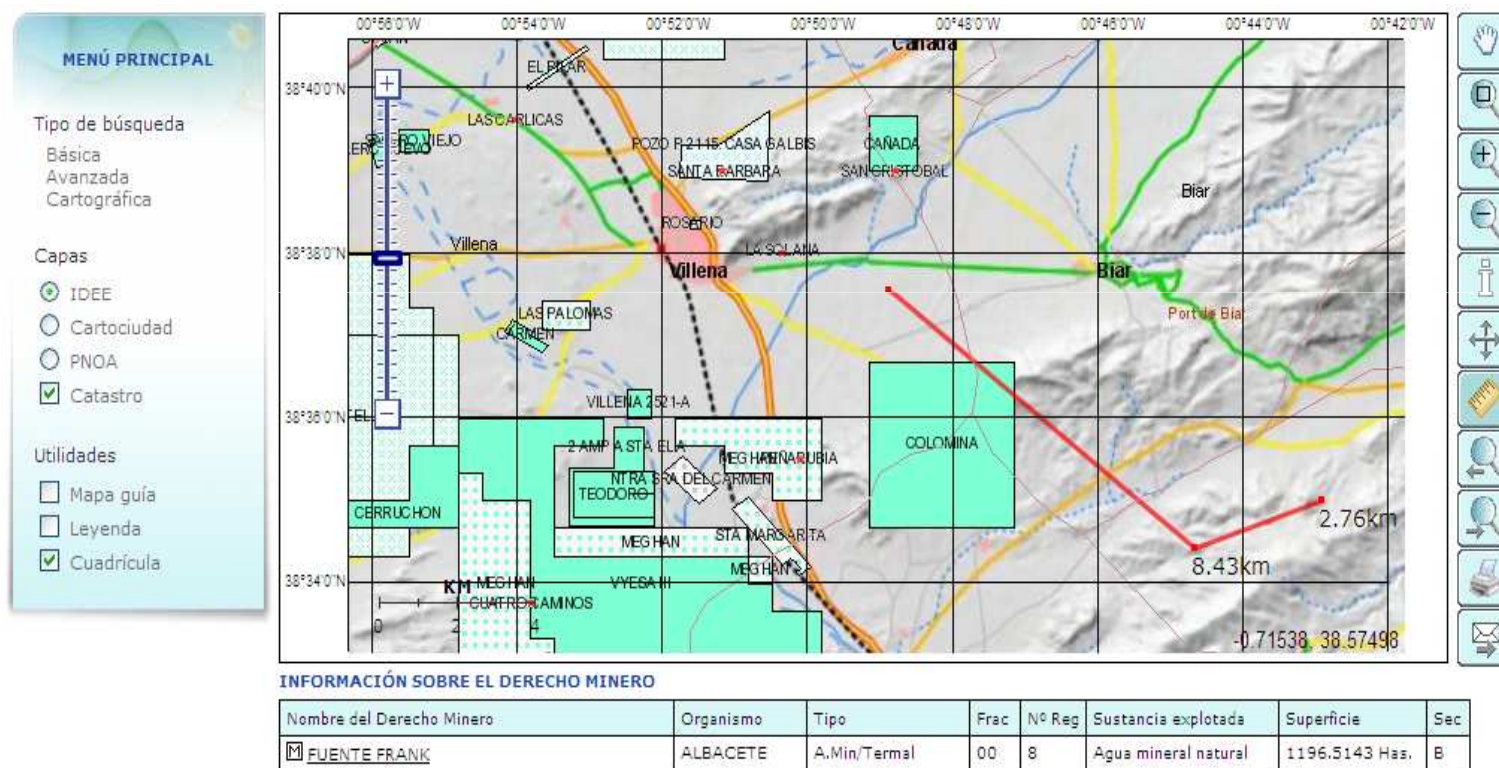 MENÚ PRINCIPAL
Tipo de búsqueda
Básica
Avanzada
Cartográfica
Capas
IDEE
Cartociudad
PNOA
Catastro
Utilidades
Mapa guía
Leyenda
Cuadrícula
00°56'0"W 00°54'0"W 00°52'0"W 00°50'0"W 00°48'0"W 00°46'0"W 00°44'0"W 00°42'0"W
Cañada
EL PILAR
38°40'0"N
LAS CARLICAS
POZO P.2115-CASA GALBIS
CAÑADA
SANTA BARBARA
SAN CRISTOBAL
Biar
ROSARIO
38°38'0"N
Villena
LA SOLANA
Villena
Biar
LAS PALOMAS
Port de Biar
CARMEN
VILLENA 2521-A
38°36'0"N
COLOMINA
NTRA SRA DEL CARMEN
TEODORO
CERRUCHON
2.76km
STA MARGARITA
MEGHAN
MEGHAN
8.43km
38°34'0"N
KM
MEGHAN
VYESA III
CUATRO CAMINOS
0 2 4
-0.71538, 38.57498
INFORMACIÓN SOBRE EL DERECHO MINERO
Nombre del Derecho Minero Organismo Tipo Frac Nº Reg Sustancia explotada Superficie Sec
M FUENTE FRANK ALBACETE A.Min/Termal 00 8 Agua mineral natural 1196.5143 Has. B